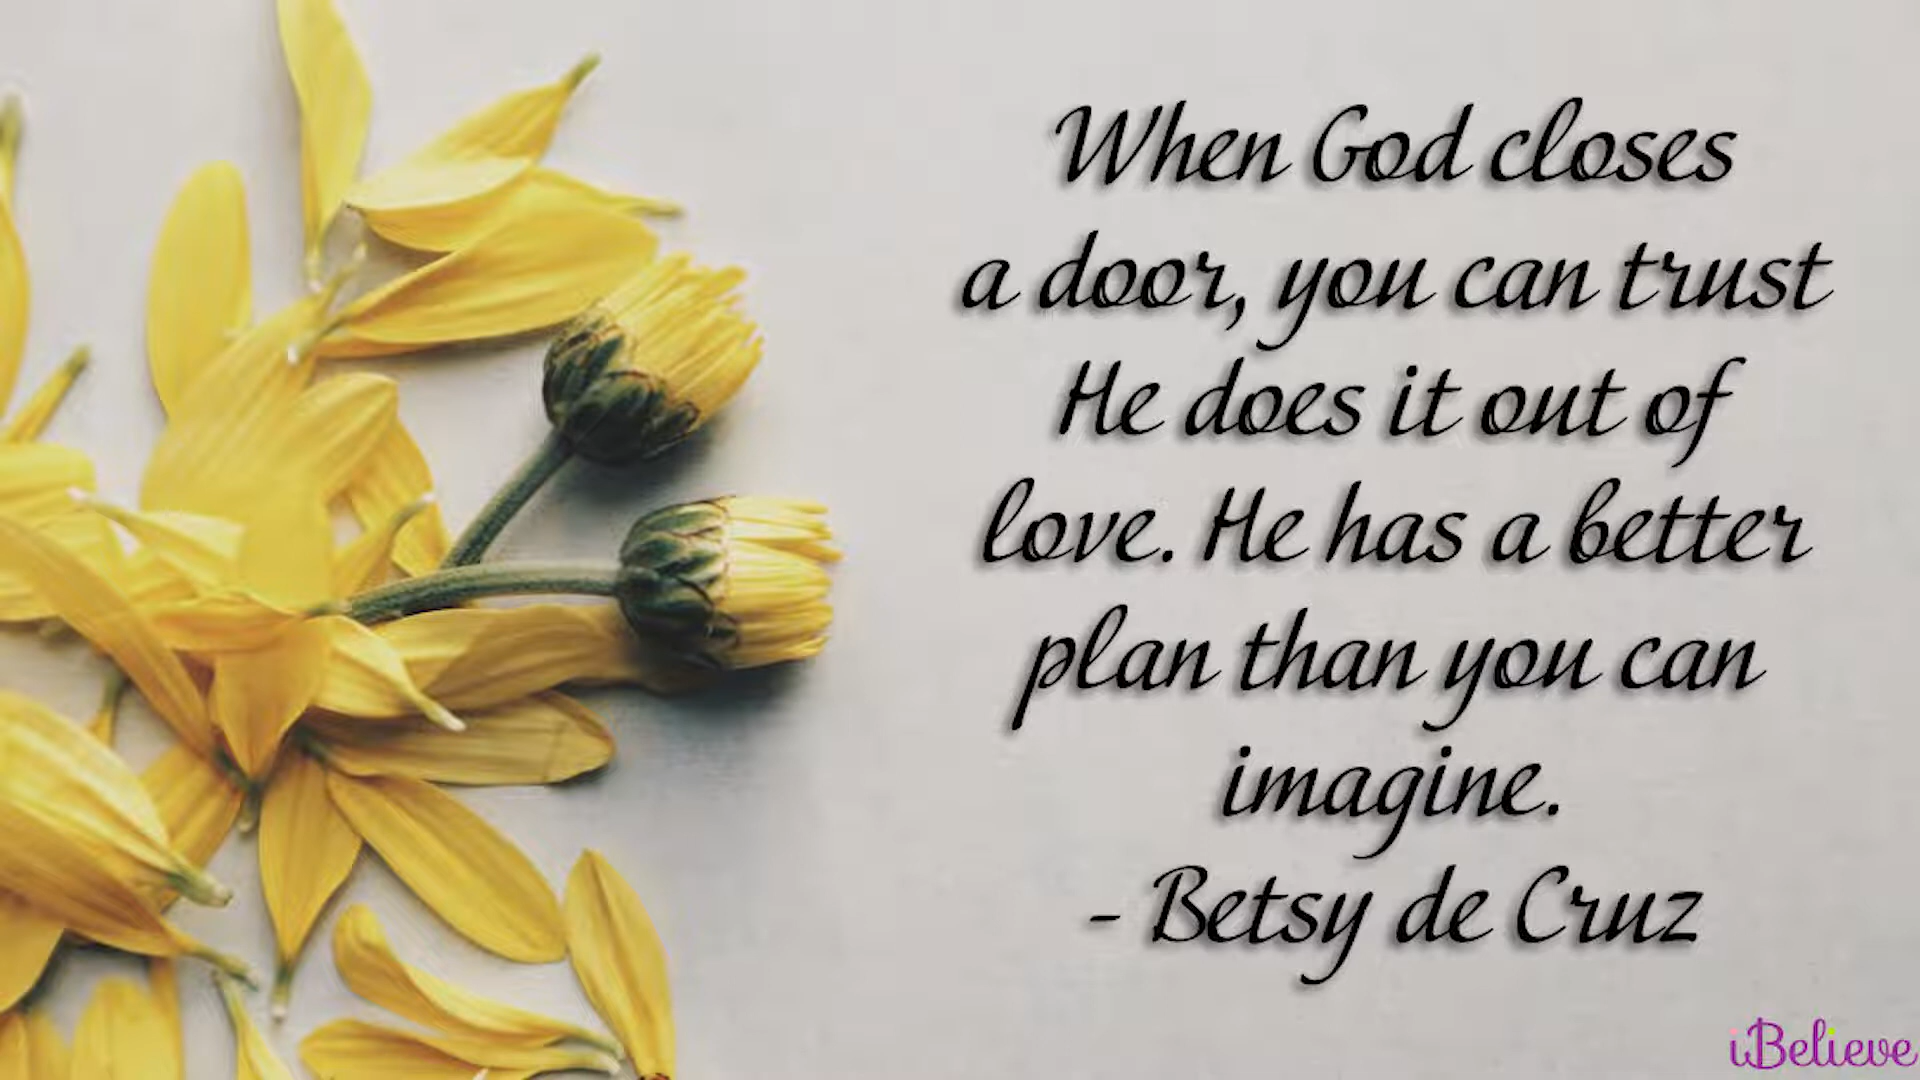 When God closes
a door, you can trust
He does it out of
love. He has a better
plan than you can
imagine.
- Betsy de Cruz
iBelieve